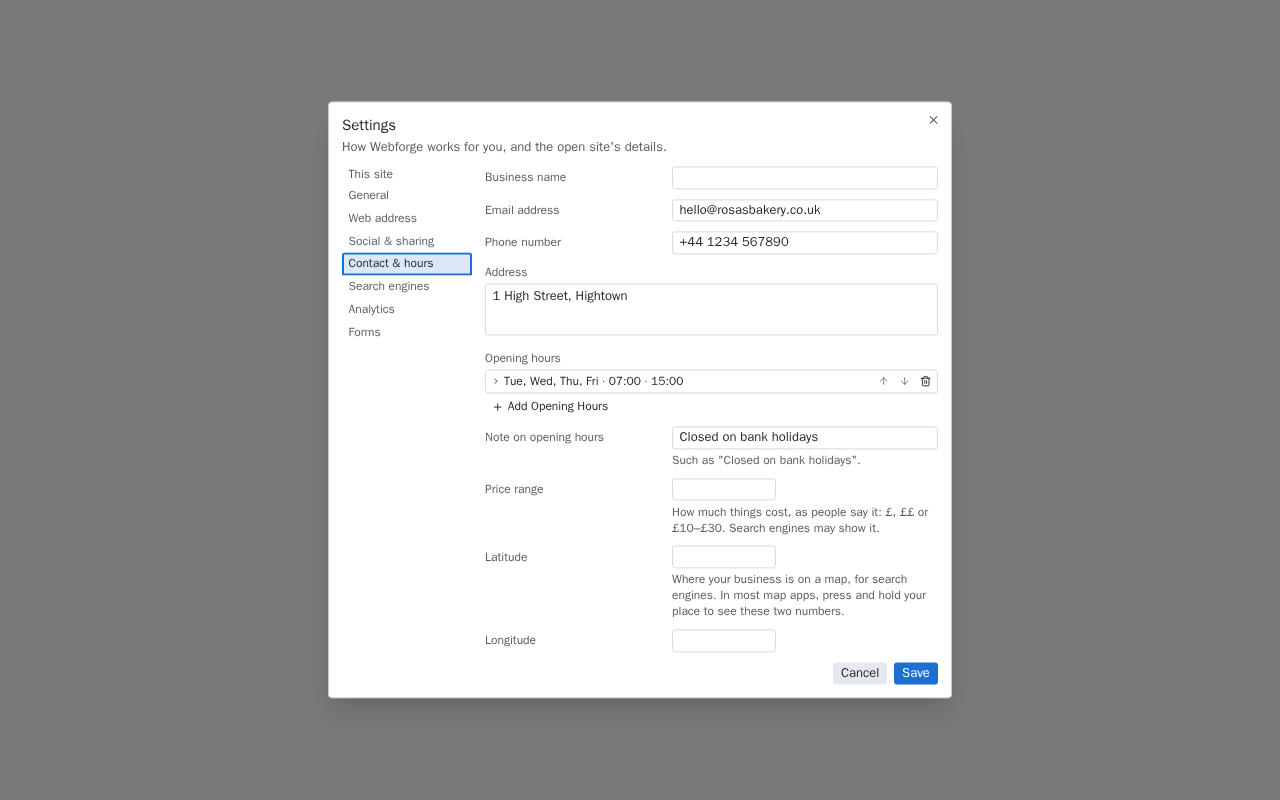 Settings
How Webforge works for you, and the open site's details.
This site
General
Web address
Social & sharing
Contact & hours
Search engines
Analytics
Forms
Business name
Email address
hello@rosasbakery.co.uk
Phone number
+44 1234 567890
Address
1 High Street, Hightown
Opening hours
Tue, Wed, Thu, Fri · 07:00 · 15:00
Add Opening Hours
Note on opening hours
Closed on bank holidays
Such as "Closed on bank holidays".
Price range
How much things cost, as people say it: £, ££ or
£10–£30. Search engines may show it.
Latitude
Where your business is on a map, for search
engines. In most map apps, press and hold your
place to see these two numbers.
Longitude
Cancel
Save